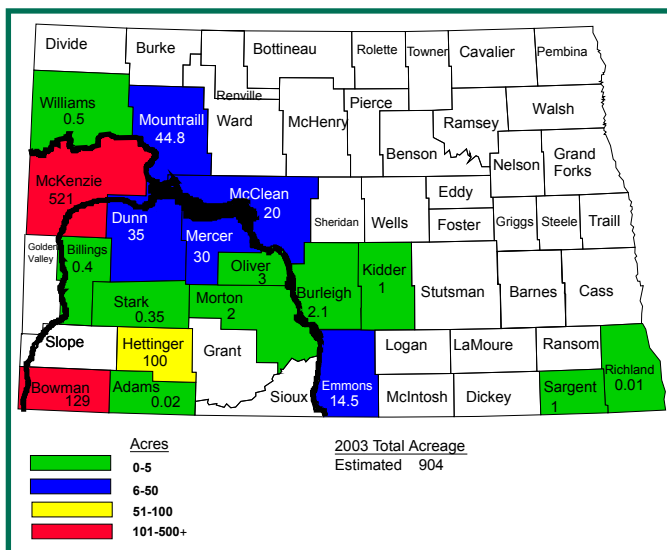 Divide
Burke
Bottineau
Rolette
Towner
Cavalier
Pembina
Williams
0.5
Mountraill
44.8
Renville
Ward
McHenry
Pierce
Benson
Ramsey
Walsh
Nelson
Grand
Forks
McKenzie
521
Dunn
35
McClean
20
Mercer
30
Oliver
3
Sheridan
Wells
Eddy
Foster
Griggs
Steele
Traill
Golden
Valley
Billings
0.4
Stark
0.35
Morton
2
Burleigh
2.1
Kidder
1
Stutsman
Barnes
Cass
Slope
Hettinger
100
Grant
Sioux
Emmons
14.5
Logan
LaMoure
Ransom
Richland
0.01
Bowman
129
Adams
0.02
McIntosh
Dickey
Sargent
1
Acres
0-5
6-50
51-100
101-500+
2003 Total Acreage
Estimated 904